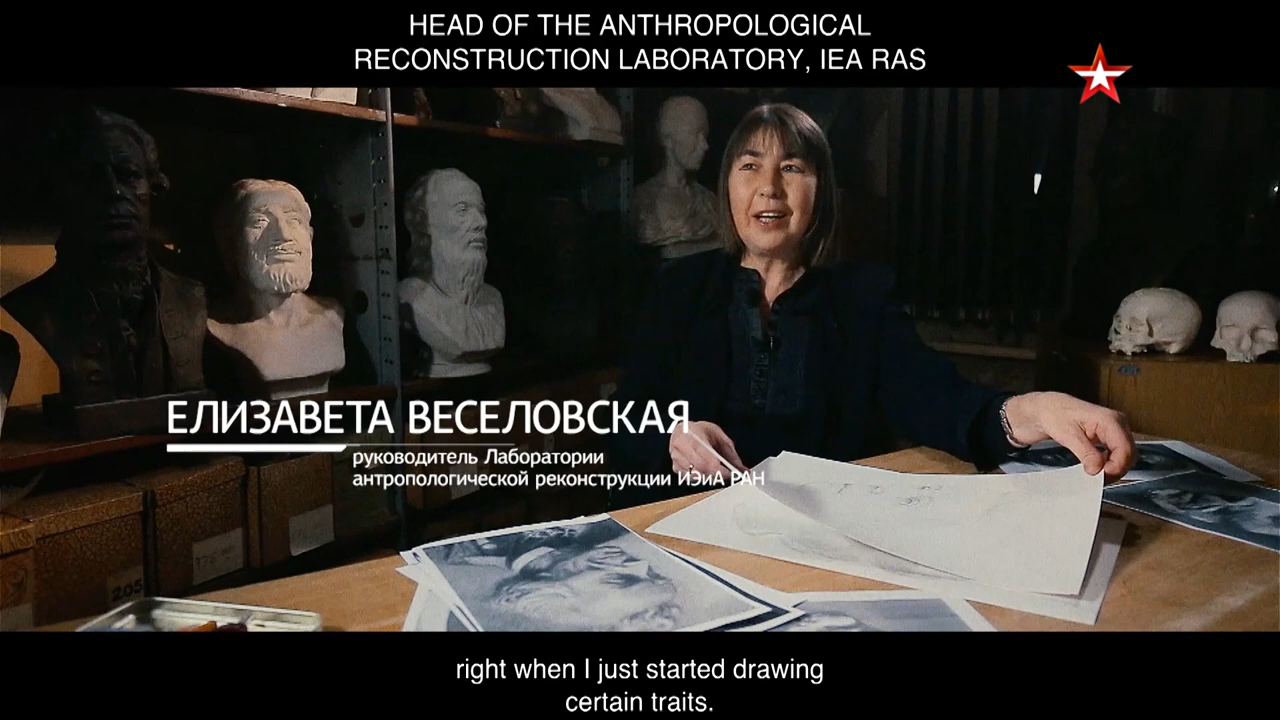 HEAD OF THE ANTHROPOLOGICAL
RECONSTRUCTION LABORATORY, IEA RAS
ЕЛИЗАВЕТА ВЕСЕЛОВСКАЯ
руководитель Лаборатории
антропологической реконструкции ИЭиА РАН
205
right when I just started drawing
certain traits.